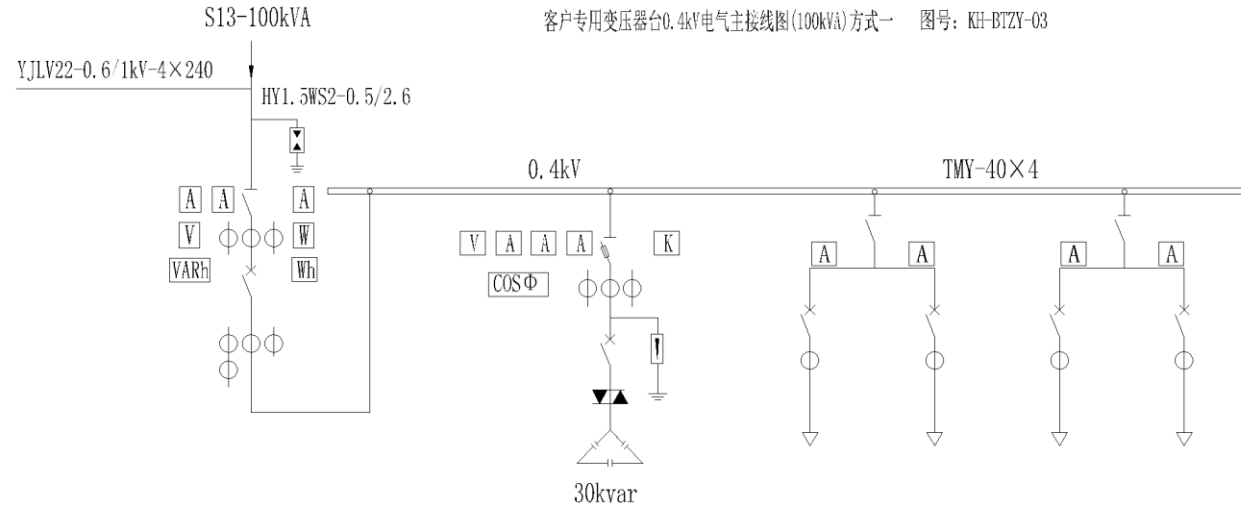 S13-100kVA
客户专用变压器台0.4kV电气主接线图(100kVA)方式一 图号: KH-BTZY-03
YJLV22-0.6/1kV-4×240
HY1.5WS2-0.5/2.6
0.4kV
TMY-40×4
A A A
V W
VARh Wh
V A A A K
COSΦ
A A A A
30kvar